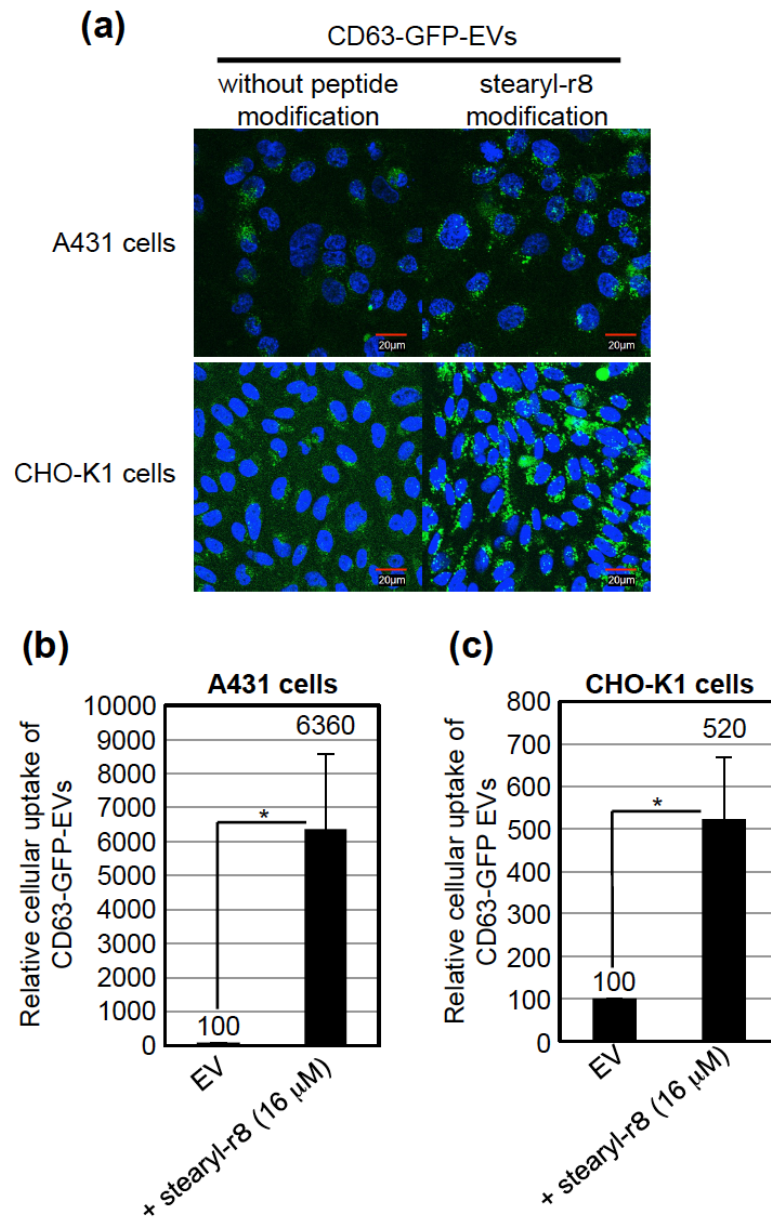 (a)
CD63-GFP-EVs
without peptide modification
stearyl-r8 modification
A431 cells
20μm
20μm
CHO-K1 cells
20μm
20μm
(b)
A431 cells
Relative cellular uptake of
CD63-GFP-EVs
10000
9000
8000
7000
6000
5000
4000
3000
2000
1000
0
6360
*
100
EV
+ stearyl-r8 (16 μM)
(c)
CHO-K1 cells
Relative cellular uptake of
CD63-GFP EVs
800
700
600
500
400
300
200
100
0
520
*
100
EV
+ stearyl-r8 (16 μM)